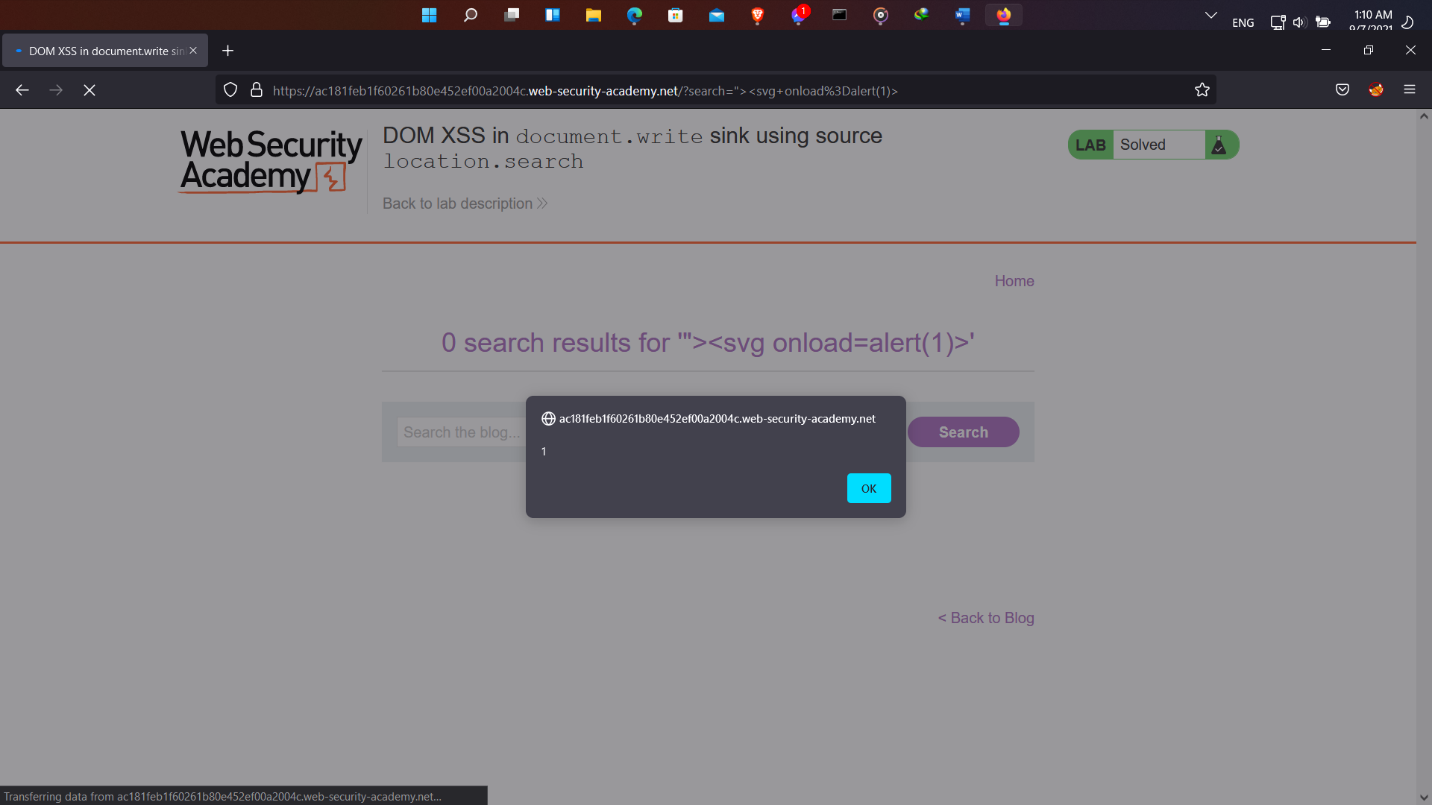 ENG
1:10 AM
9/7/2021
1
DOM XSS in document.write sin
https://ac181feb1f60261b80e452ef00a2004c.web-security-academy.net/?search="><svg+onload%3Dalert(1)>
Web Security
Academy
DOM XSS in document.write sink using source
location.search
Back to lab description
LAB Solved
Home
0 search results for '"><svg onload=alert(1)>'
Search the blog...
Search
ac181feb1f60261b80e452ef00a2004c.web-security-academy.net
1
OK
< Back to Blog
Transferring data from ac181feb1f60261b80e452ef00a2004c.web-security-academy.net...